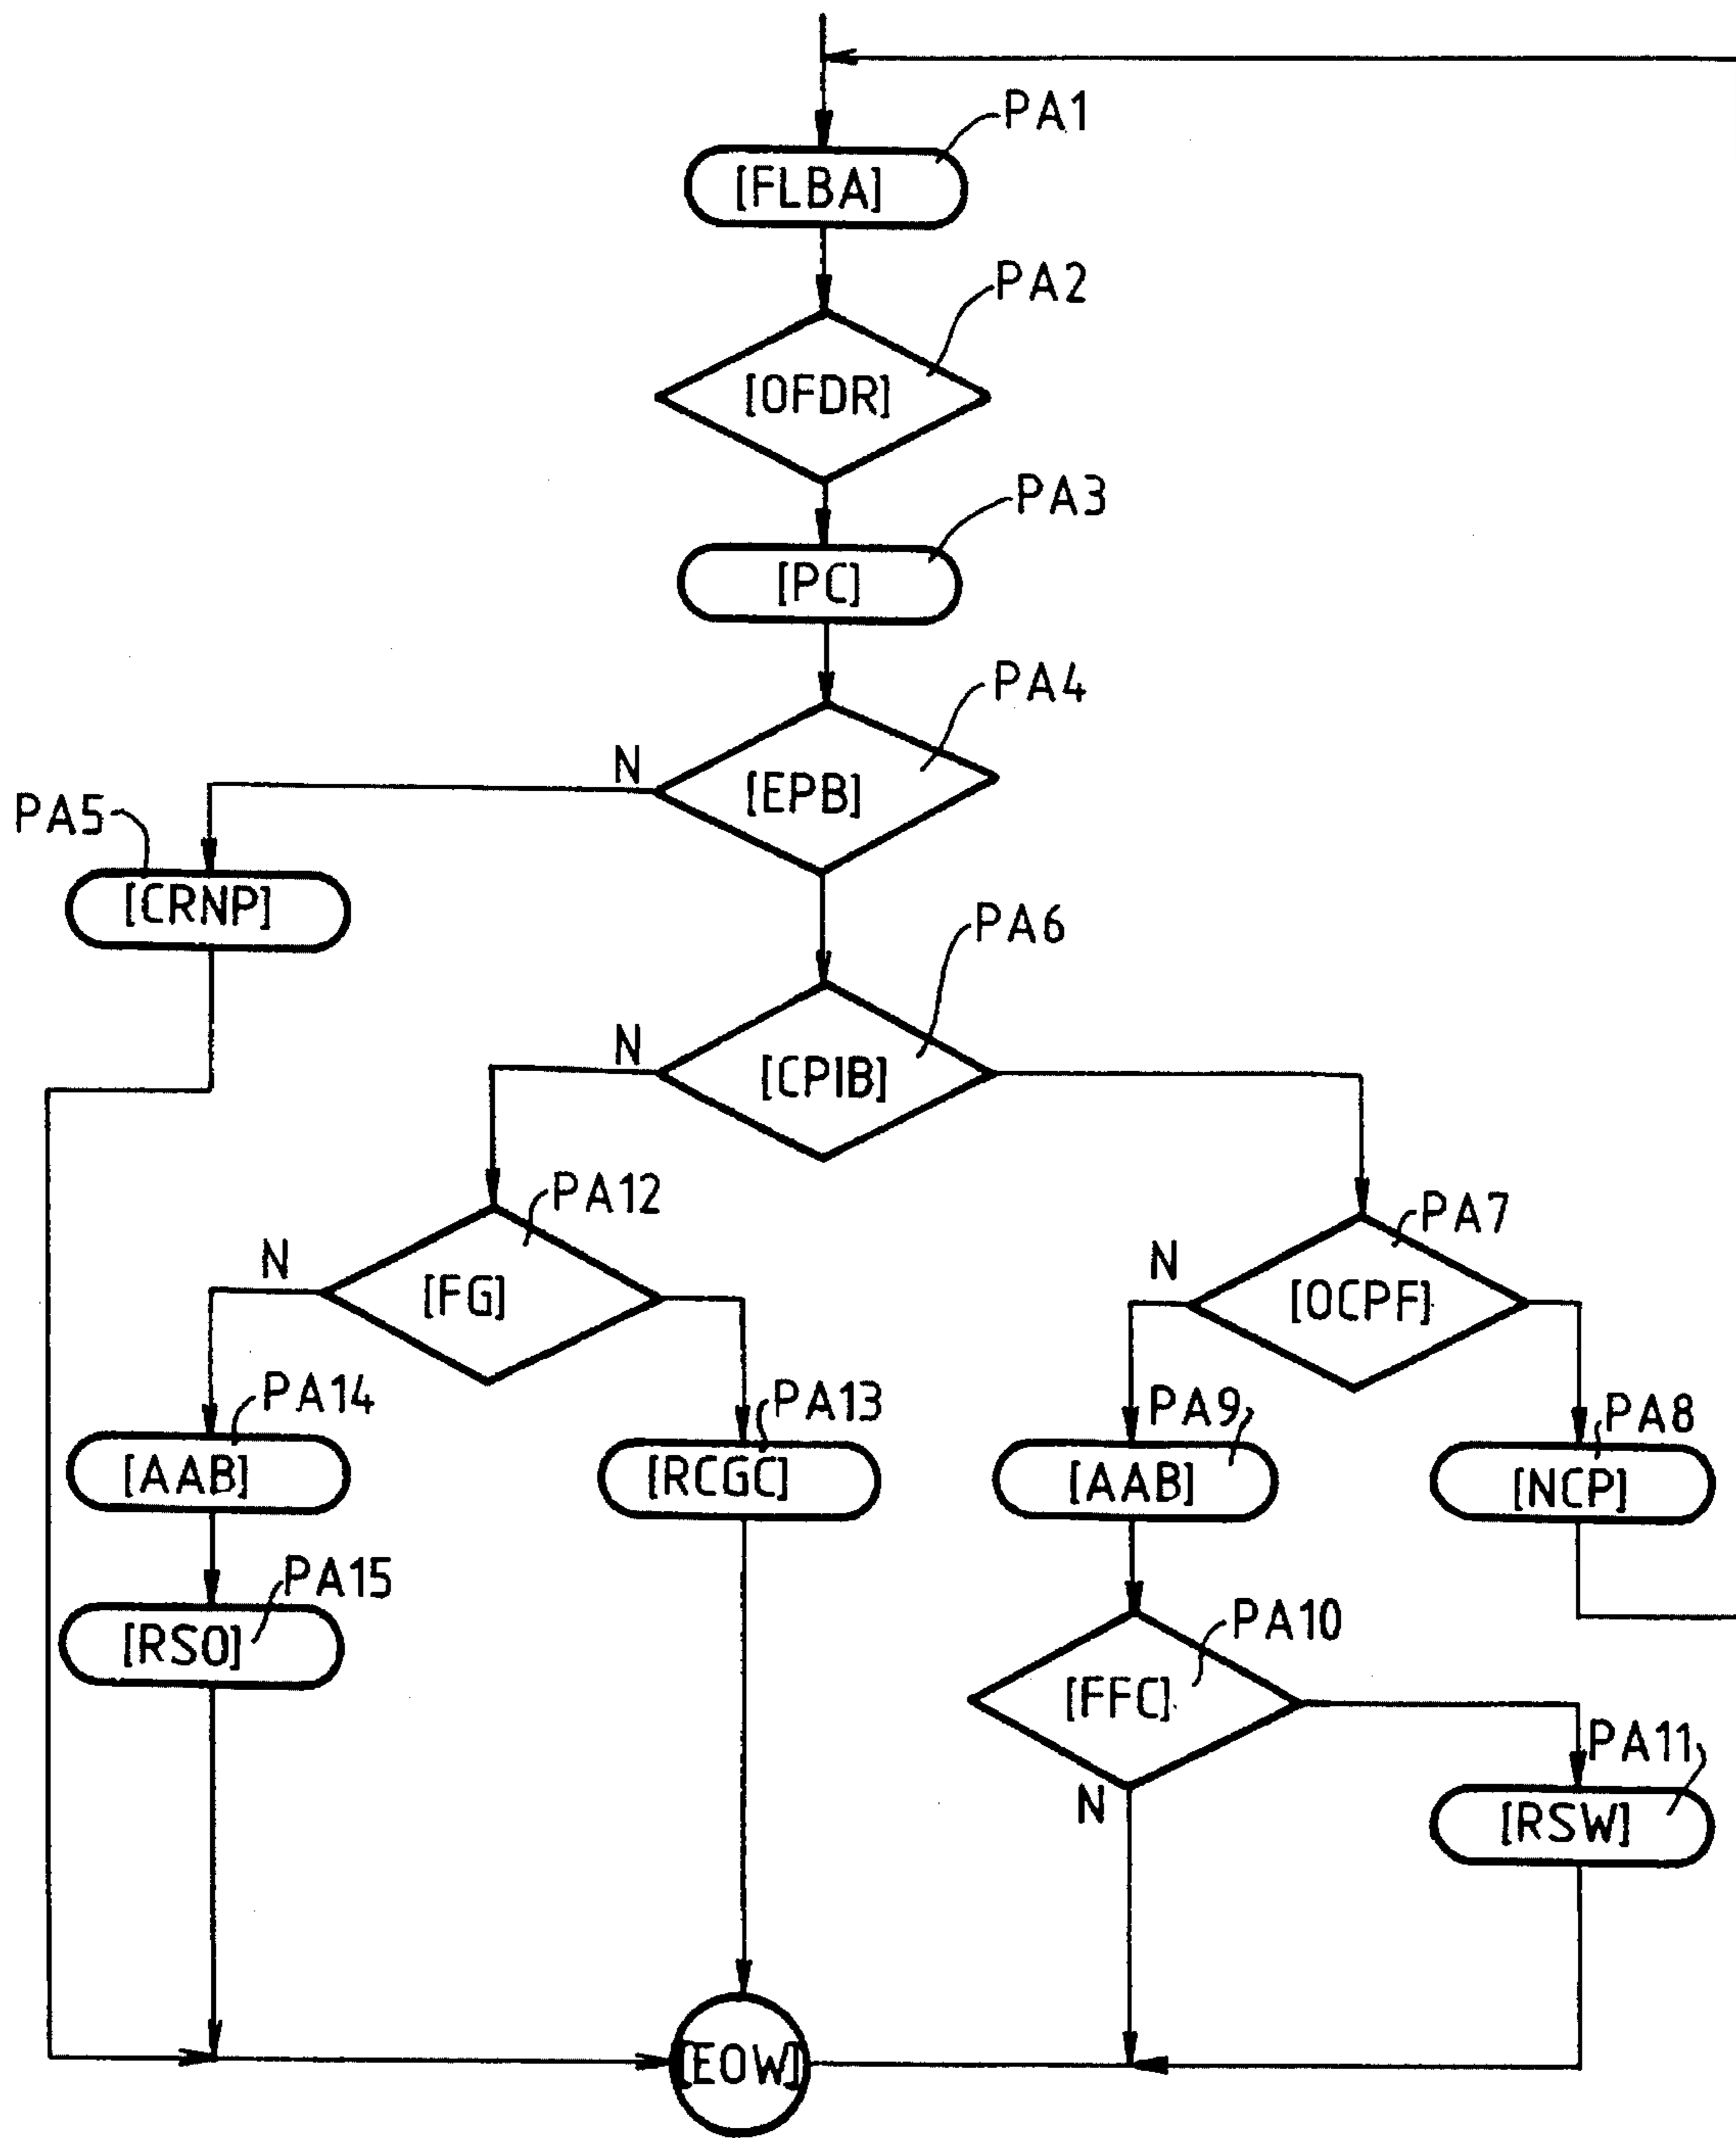 PA1
[FLBA]
PA2
[OFDR]
PA3
[PC]
PA4
N
[EPB]
PA5
[CRNP]
PA6
N
[CPIB]
PA12
PA7
N
[FG]
N
[OCPF]
PA14
PA13
PA9
PA8
[AAB]
[RCGC]
[AAB]
[NCP]
PA15
PA10
[RSO]
[FFC]
PA11
N
[RSW]
[EOW]